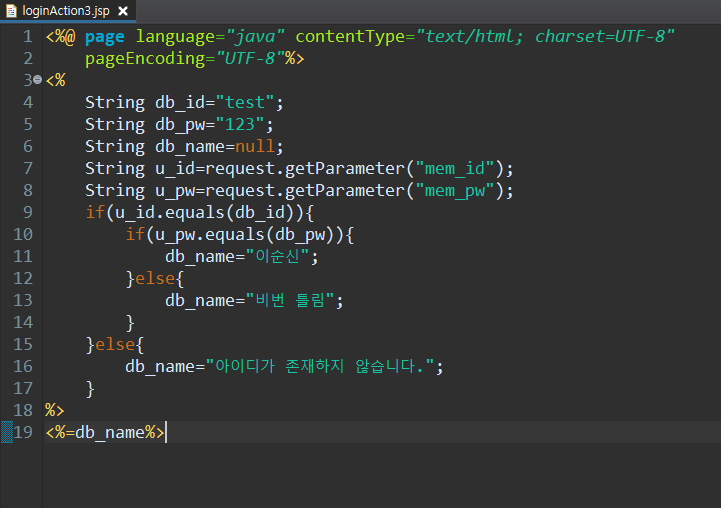 loginAction3.jsp
1 <%@ page language="java" contentType="text/html; charset=UTF-8"
2     pageEncoding="UTF-8"%>
3 <%
4     String db_id="test";
5     String db_pw="123";
6     String db_name=null;
7     String u_id=request.getParameter("mem_id");
8     String u_pw=request.getParameter("mem_pw");
9     if(u_id.equals(db_id)){
10         if(u_pw.equals(db_pw)){
11             db_name="이순신";
12         }else{
13             db_name="비번 틀림";
14         }
15     }else{
16         db_name="아이디가 존재하지 않습니다.";
17     }
18 %>
19 <%=db_name%>